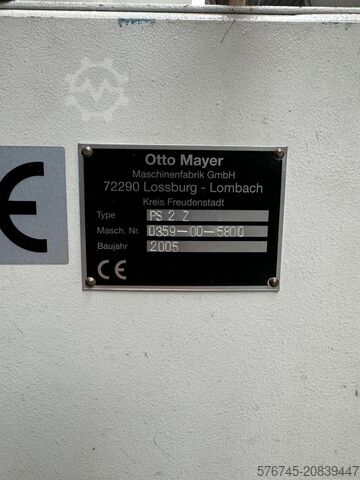 Otto Mayer
Maschinenfabrik GmbH
72290 Lossburg - Lombach
Kreis Freudenstadt
Type PS 2 Z
Masch. Nr. 0359-00-5800
Baujahr 2005
CE
CE
576745-20839447